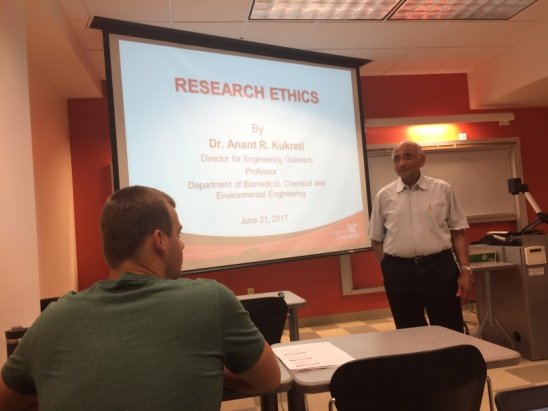 RESEARCH ETHICS
By
Dr. Anant R. Kukreti
Director for Engineering Outreach
Professor
Department of Biomedical, Chemical and
Environmental Engineering
June 21, 2017
Cincinnati